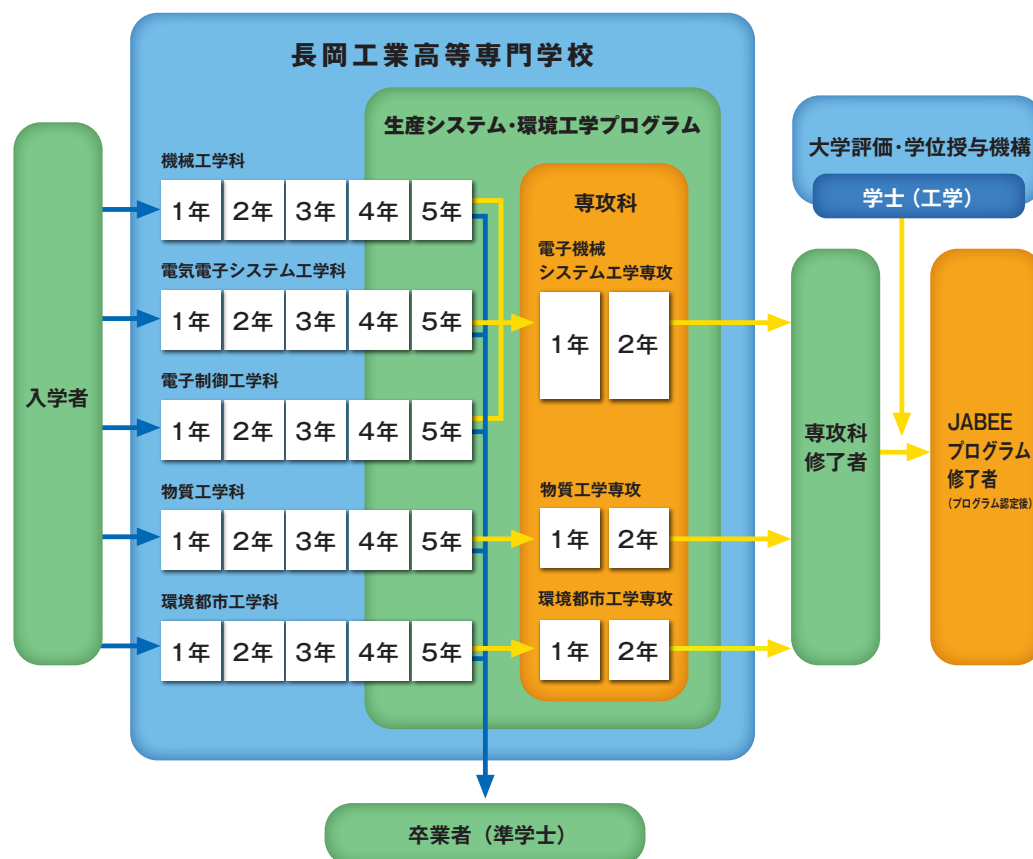 長岡工業高等専門学校
生産システム・環境工学プログラム
大学評価・学位授与機構
学士（工学）
入学者
機械工学科
1年 2年 3年 4年 5年
電気電子システム工学科
1年 2年 3年 4年 5年
電子制御工学科
1年 2年 3年 4年 5年
物質工学科
1年 2年 3年 4年 5年
環境都市工学科
1年 2年 3年 4年 5年
専攻科
電子機械
システム工学専攻
1年 2年
物質工学専攻
1年 2年
環境都市工学専攻
1年 2年
専攻科
修了者
JABEE
プログラム
修了者
（プログラム認定後）
卒業者（準学士）